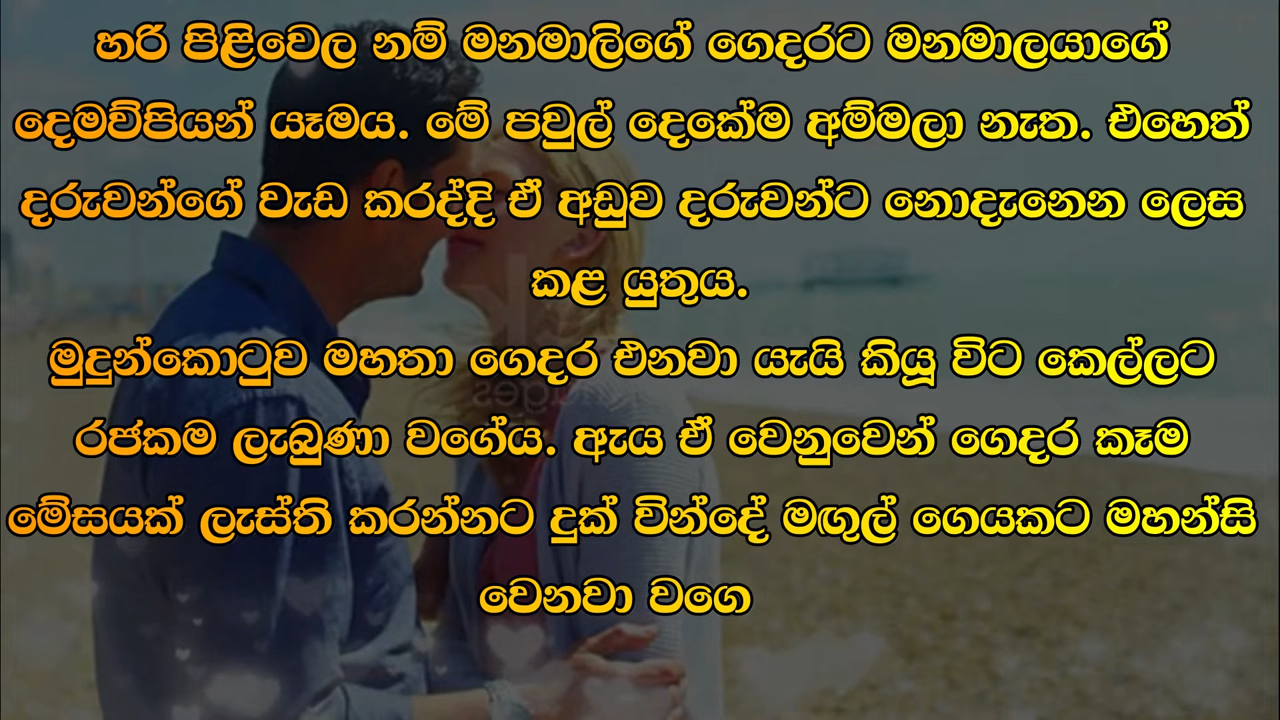 හරි පිළිවෙල නම් මනමාලිගේ ගෙදරට මනමාලයාගේ
දෙමව්පියන් යෑමය. මේ පවුල් දෙකේම අම්මලා නැත. එහෙත්
දරුවන්ගේ වැඩ කරද්දි ඒ අඩුව දරුවන්ට නොදැනෙන ලෙස
කළ යුතුය.
මුදුන්කොටුව මහතා ගෙදර එනවා යැයි කියූ විට කෙල්ලට
රජකම ලැබුණා වගේය. ඇය ඒ වෙනුවෙන් ගෙදර කෑම
මේසයක් ලැස්ති කරන්නට දුක් වින්දේ මඟුල් ගෙයකට මහන්සි
වෙනවා වගෙ